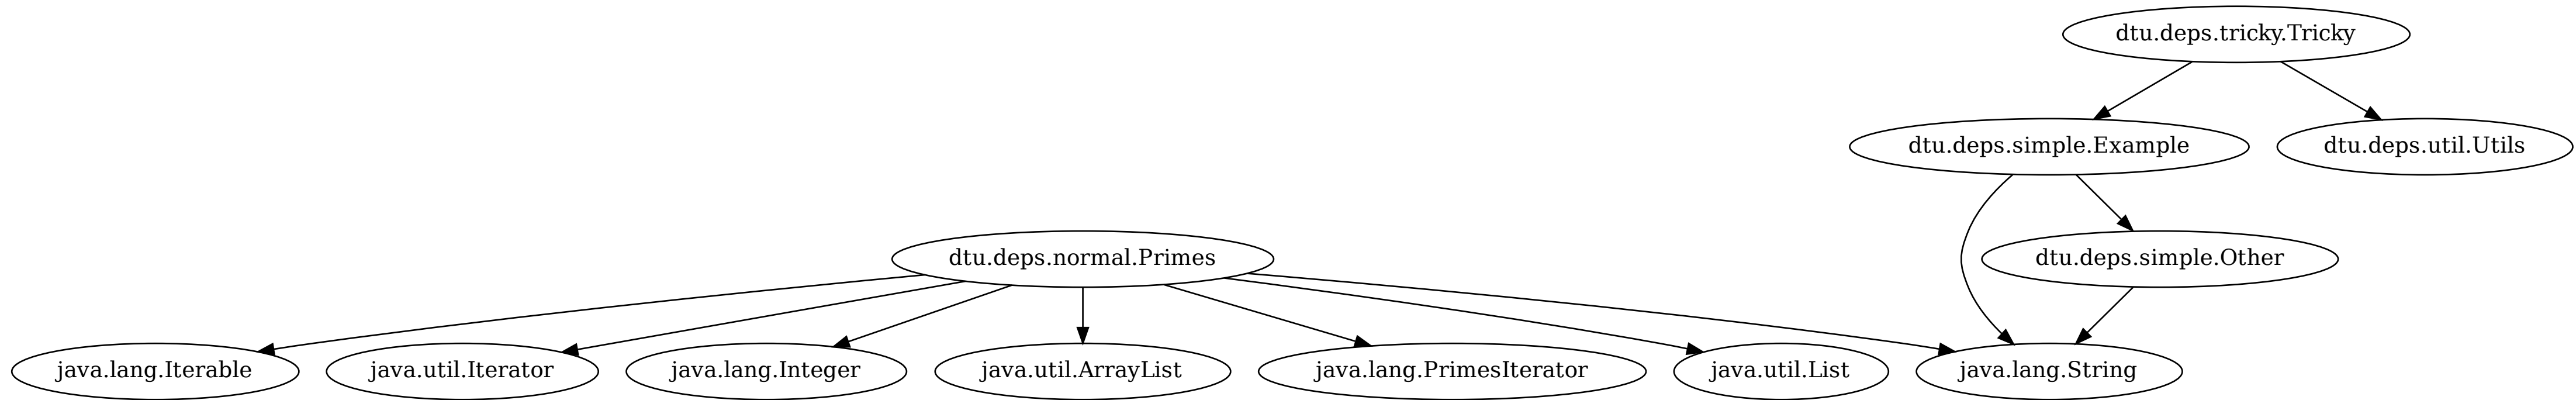 dtu.deps.tricky.Tricky
dtu.deps.simple.Example
dtu.deps.util.Utils
dtu.deps.normal.Primes
dtu.deps.simple.Other
java.lang.Iterable
java.util.Iterator
java.lang.Integer
java.util.ArrayList
java.lang.PrimesIterator
java.util.List
java.lang.String